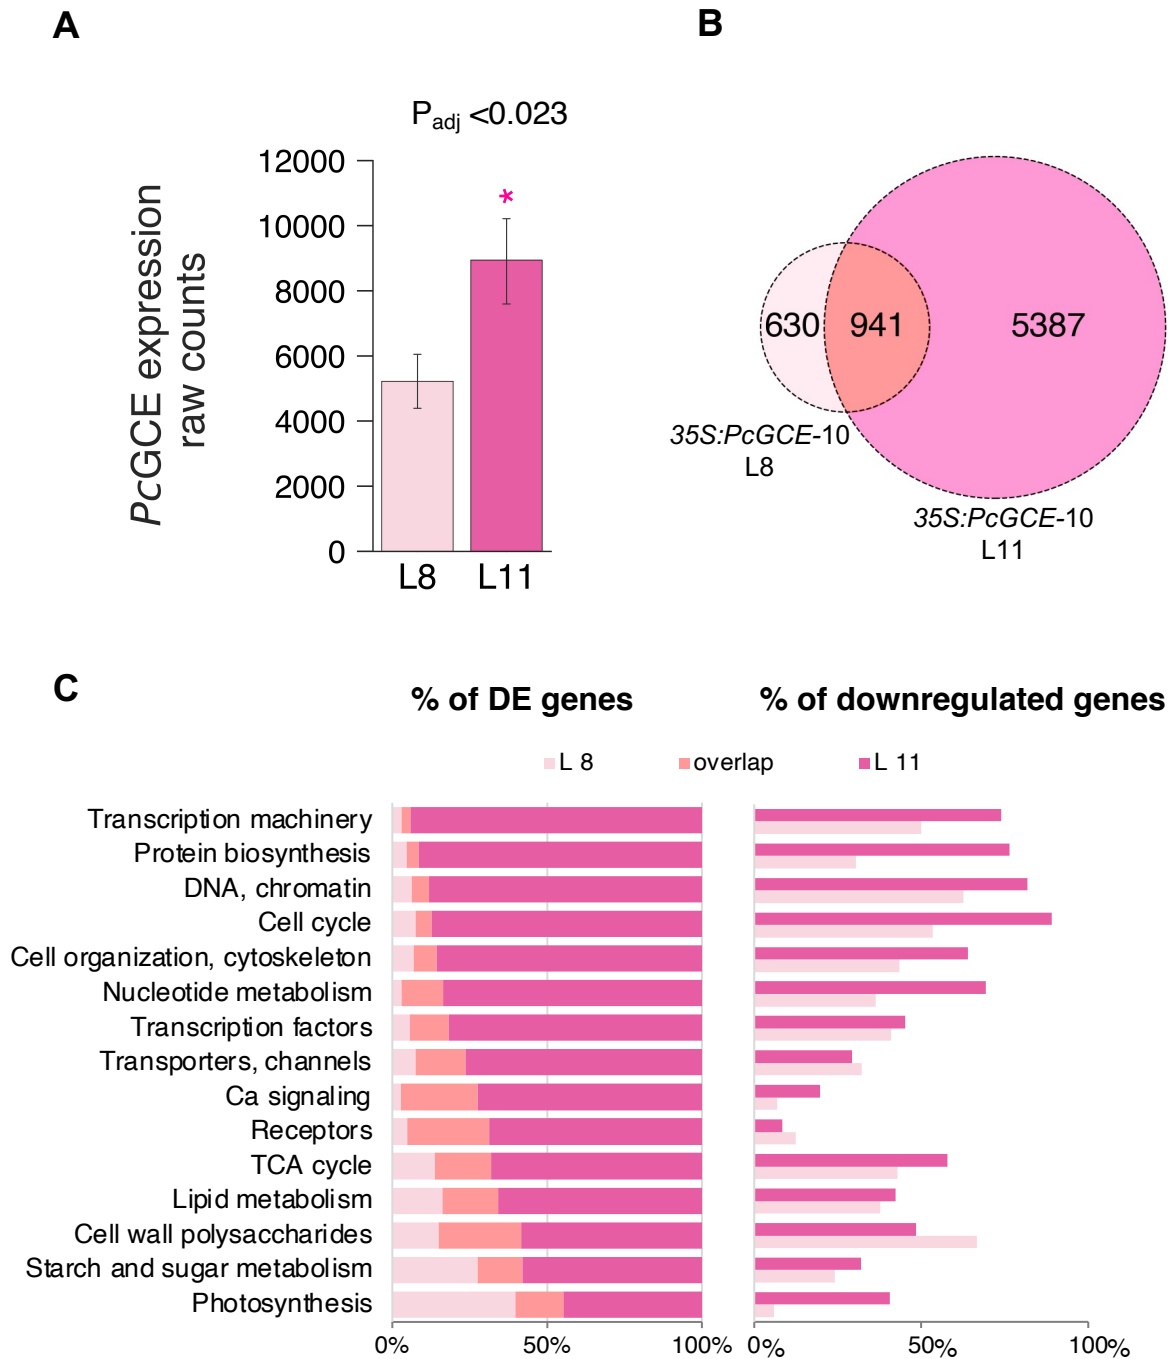 A
B
Padj <0.023
12000
10000
8000
6000
4000
2000
0
PcGCE expression
raw counts
*
L8 L11
630 941 5387
35S:PcGCE-10
L8
35S:PcGCE-10
L11
C
% of DE genes % of downregulated genes
L 8 overlap L 11
Transcription machinery
Protein biosynthesis
DNA, chromatin
Cell cycle
Cell organization, cytoskeleton
Nucleotide metabolism
Transcription factors
Transporters, channels
Ca signaling
Receptors
TCA cycle
Lipid metabolism
Cell wall polysaccharides
Starch and sugar metabolism
Photosynthesis
0% 50% 100% 0% 50% 100%